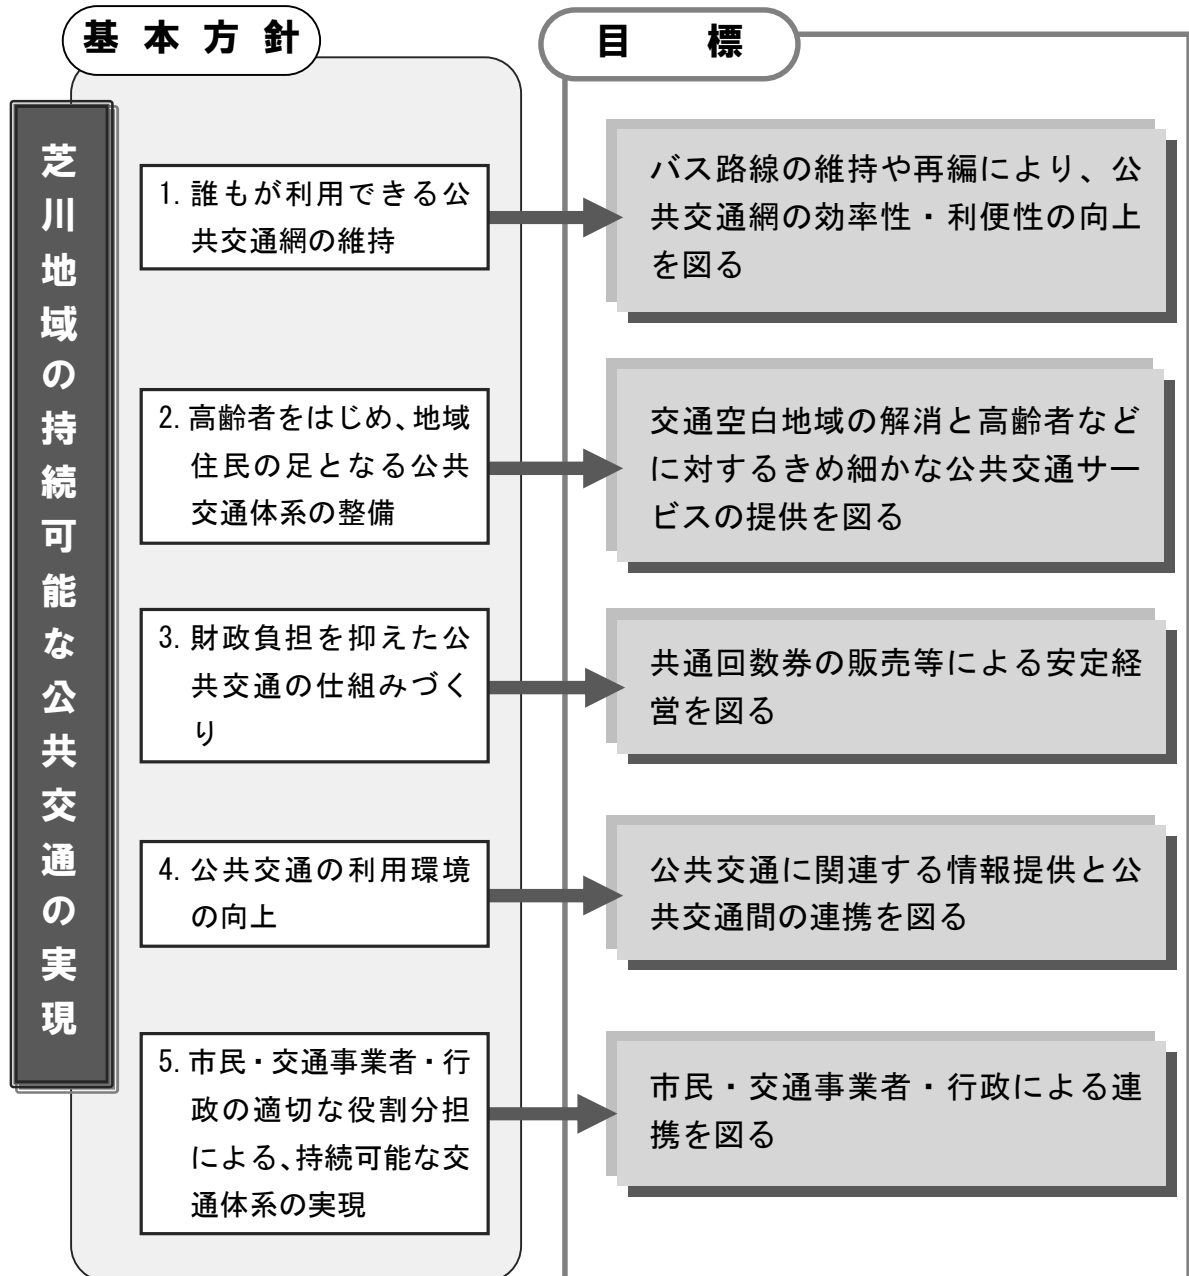 基本方針
目標
芝川地域の持続可能な公共交通の実現
1. 誰もが利用できる公
共交通網の維持
バス路線の維持や再編により、公
共交通網の効率性・利便性の向上
を図る
2. 高齢者をはじめ、地域
住民の足となる公共
交通体系の整備
交通空白地域の解消と高齢者など
に対するきめ細かな公共交通サー
ビスの提供を図る
3. 財政負担を抑えた公
共交通の仕組みづく
り
共通回数券の販売等による安定経
営を図る
4. 公共交通の利用環境
の向上
公共交通に関連する情報提供と公
共交通間の連携を図る
5. 市民・交通事業者・行
政の適切な役割分担
による、持続可能な交
通体系の実現
市民・交通事業者・行政による連
携を図る